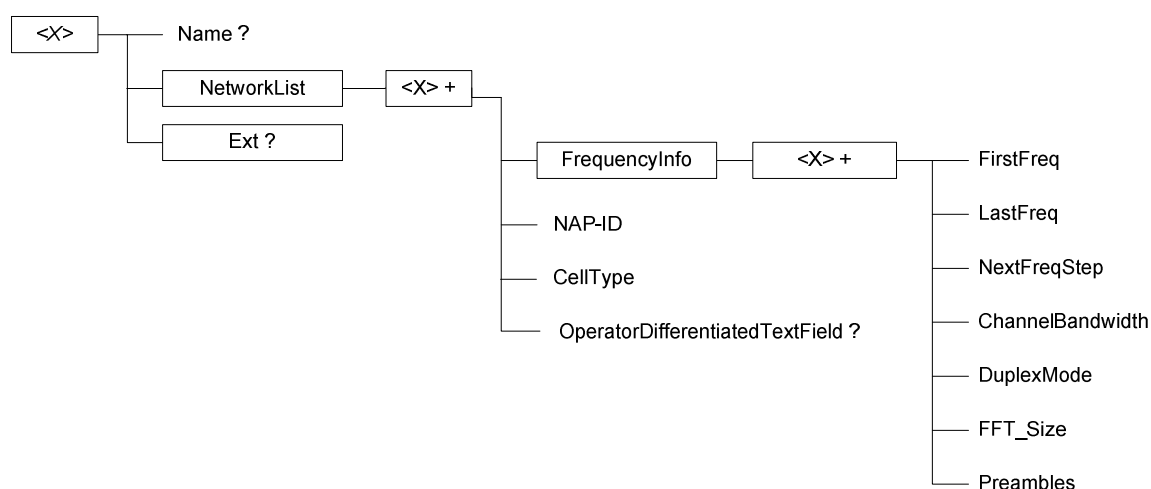 <X>
Name ?
NetworkList
<X> +
Ext ?
FrequencyInfo
<X> +
FirstFreq
LastFreq
NAP-ID
NextFreqStep
CellType
ChannelBandwidth
OperatorDifferentiatedTextField ?
DuplexMode
FFT_Size
Preambles